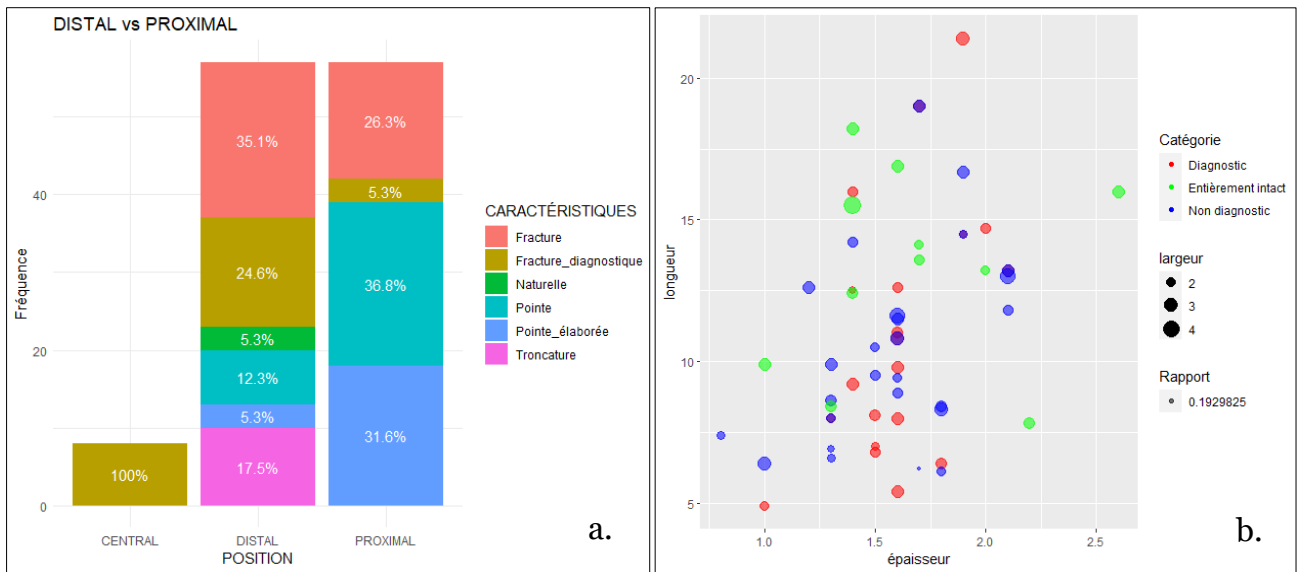 DISTAL vs PROXIMAL
Fréquence
40
20
0
35.1%
24.6%
5.3%
12.3%
5.3%
17.5%
26.3%
5.3%
36.8%
31.6%
100%
CENTRAL
DISTAL
PROXIMAL
POSITION
CARACTÉRISTIQUES
Fracture
Fracture_diagnostique
Naturelle
Pointe
Pointe_élaborée
Troncature
a.
longueur
20
15
10
5
1.0
1.5
2.0
2.5
épaisseur
Catégorie
Diagnostic
Entièrement intact
Non diagnostic
largeur
2
3
4
Rapport
0.1929825
b.